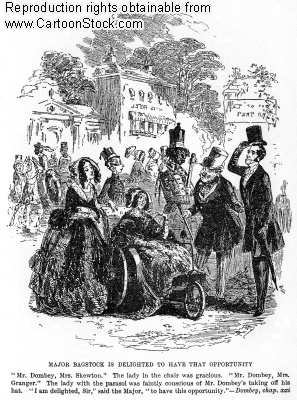 Reproduction rights obtainable from
www.CartoonStock.com
HOTEL
MAJOR BAGSTOCK IS DELIGHTED TO HAVE THAT OPPORTUNITY
"Mr. Dombey, Mrs. Skewton." The lady in the chair was gracious. "Mr. Dombey, Mrs.
Granger." The lady with the parasol was faintly conscious of Mr. Dombey's taking off his
hat. "I am delighted, Sir," said the Major, "to have this opportunity."—Dombey, chap. xxi